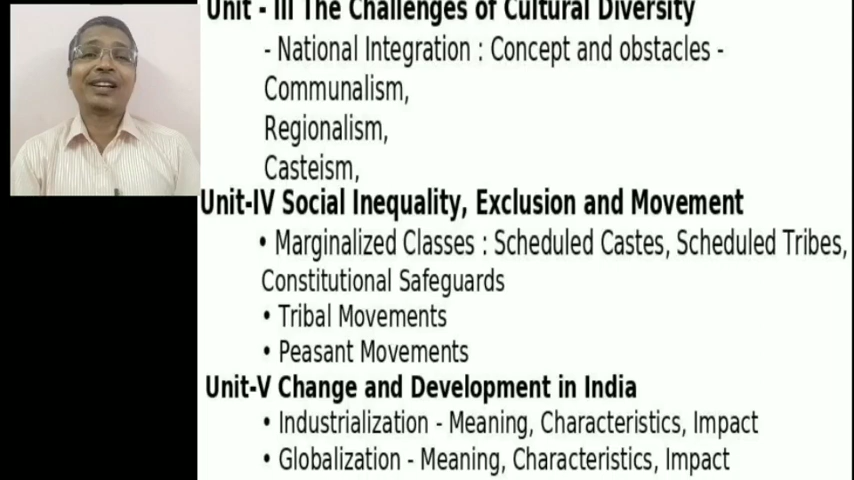 Unit - III The Challenges of Cultural Diversity
- National Integration : Concept and obstacles -
Communalism,
Regionalism,
Casteism,
Unit-IV Social Inequality, Exclusion and Movement
• Marginalized Classes : Scheduled Castes, Scheduled Tribes,
Constitutional Safeguards
• Tribal Movements
• Peasant Movements
Unit-V Change and Development in India
• Industrialization - Meaning, Characteristics, Impact
• Globalization - Meaning, Characteristics, Impact